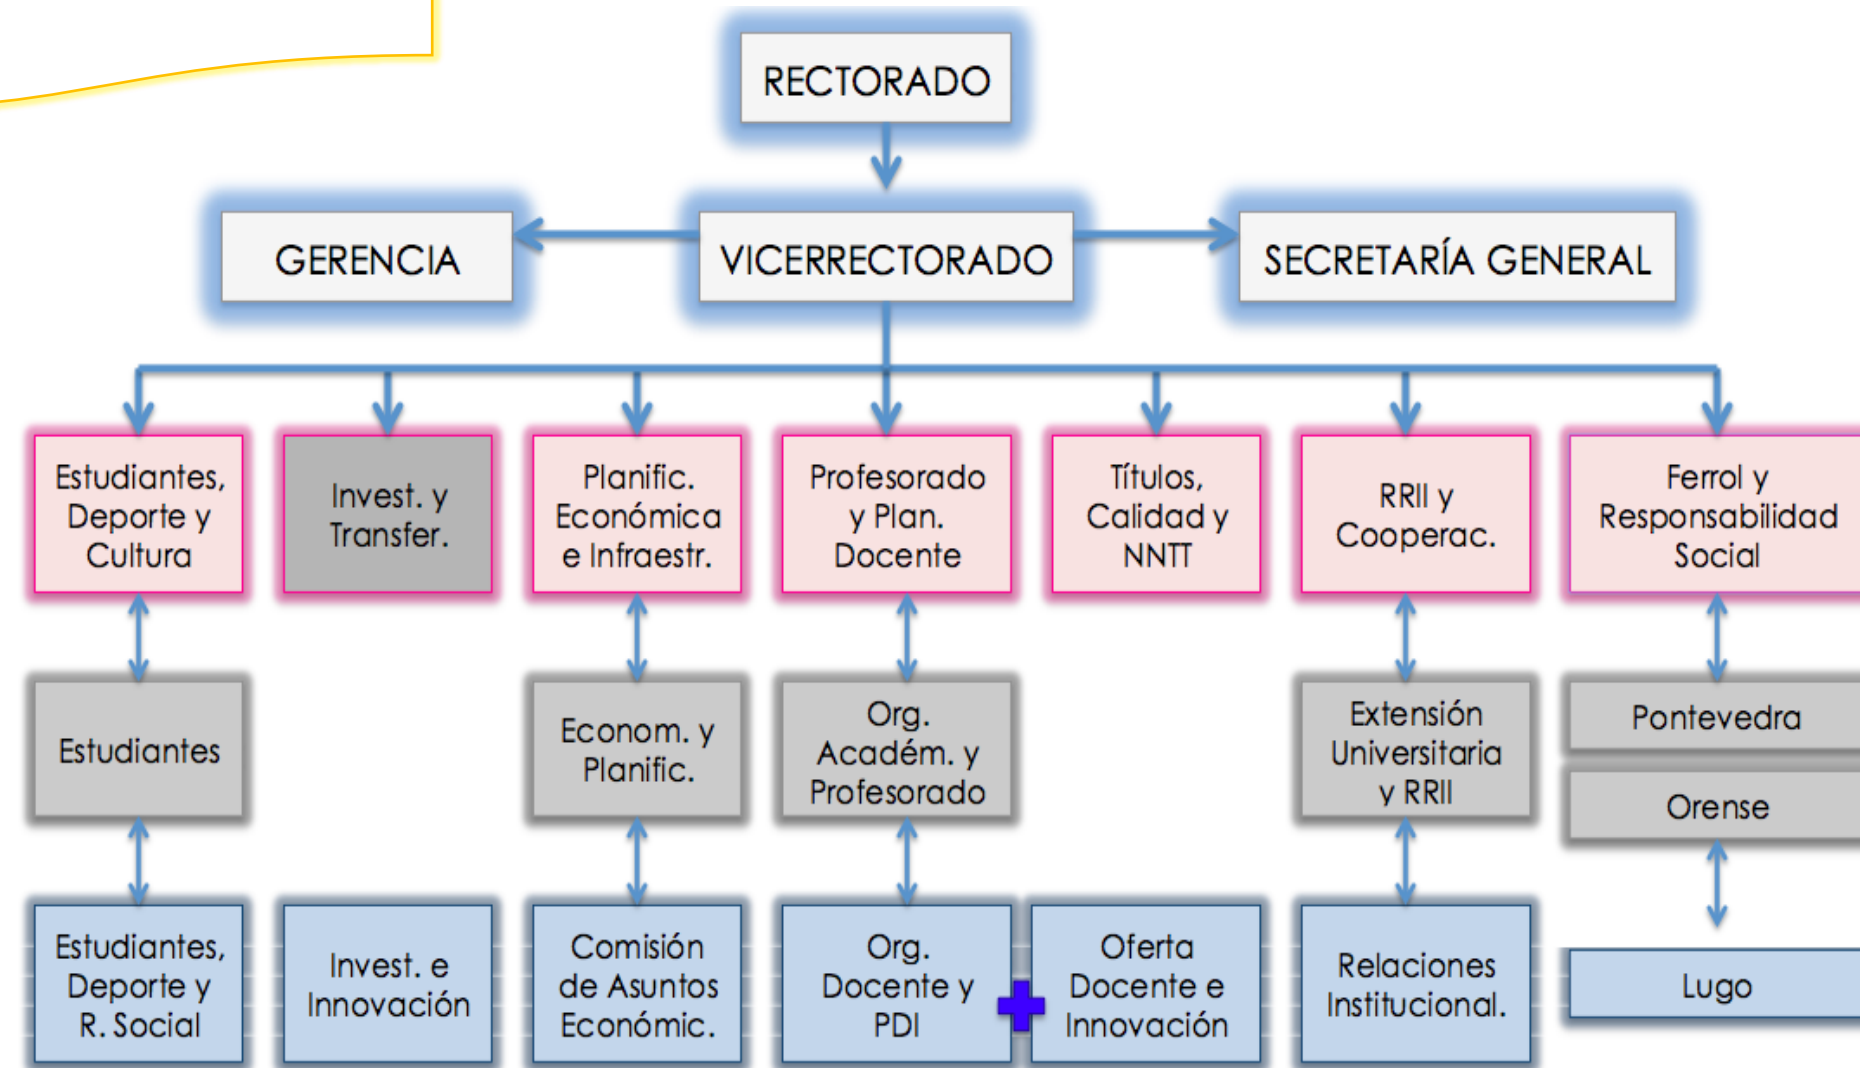 RECTORADO
GERENCIA
VICERRECTORADO
SECRETARÍA GENERAL
Estudiantes,
Deporte y
Cultura
Invest. y
Transfer.
Planific.
Económica
e Infraestr.
Profesorado
y Plan.
Docente
Títulos,
Calidad y
NNTT
RRII y
Cooperac.
Ferrol y
Responsabilidad
Social
Estudiantes
Econom. y
Planific.
Org.
Académ. y
Profesorado
Extensión
Universitaria
y RRII
Pontevedra
Orense
Estudiantes,
Deporte y
R. Social
Invest. e
Innovación
Comisión
de Asuntos
Económic.
Org.
Docente y
PDI
Oferta
Docente e
Innovación
Relaciones
Institucional.
Lugo